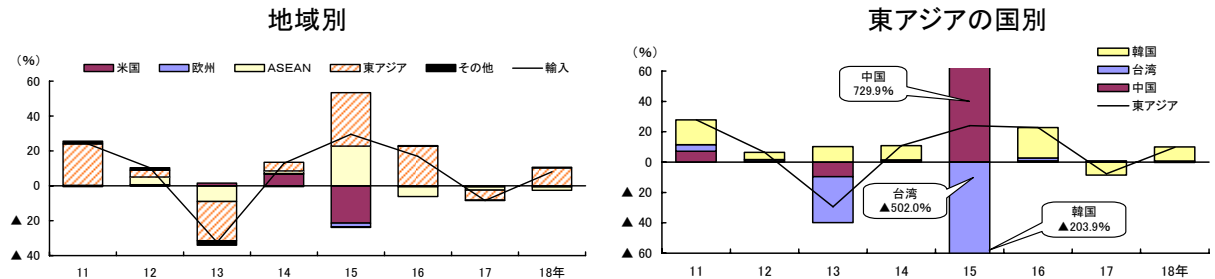 地域別
(%)
米国 欧州 ASEAN 東アジア その他 輸入
60
40
20
0
▲ 20
▲ 40
11 12 13 14 15 16 17 18年
東アジアの国別
(%)
韓国
台湾
中国
東アジア
60
40
20
0
▲ 20
▲ 40
▲ 60
中国
729.9%
台湾
▲502.0%
韓国
▲203.9%
11 12 13 14 15 16 17 18年